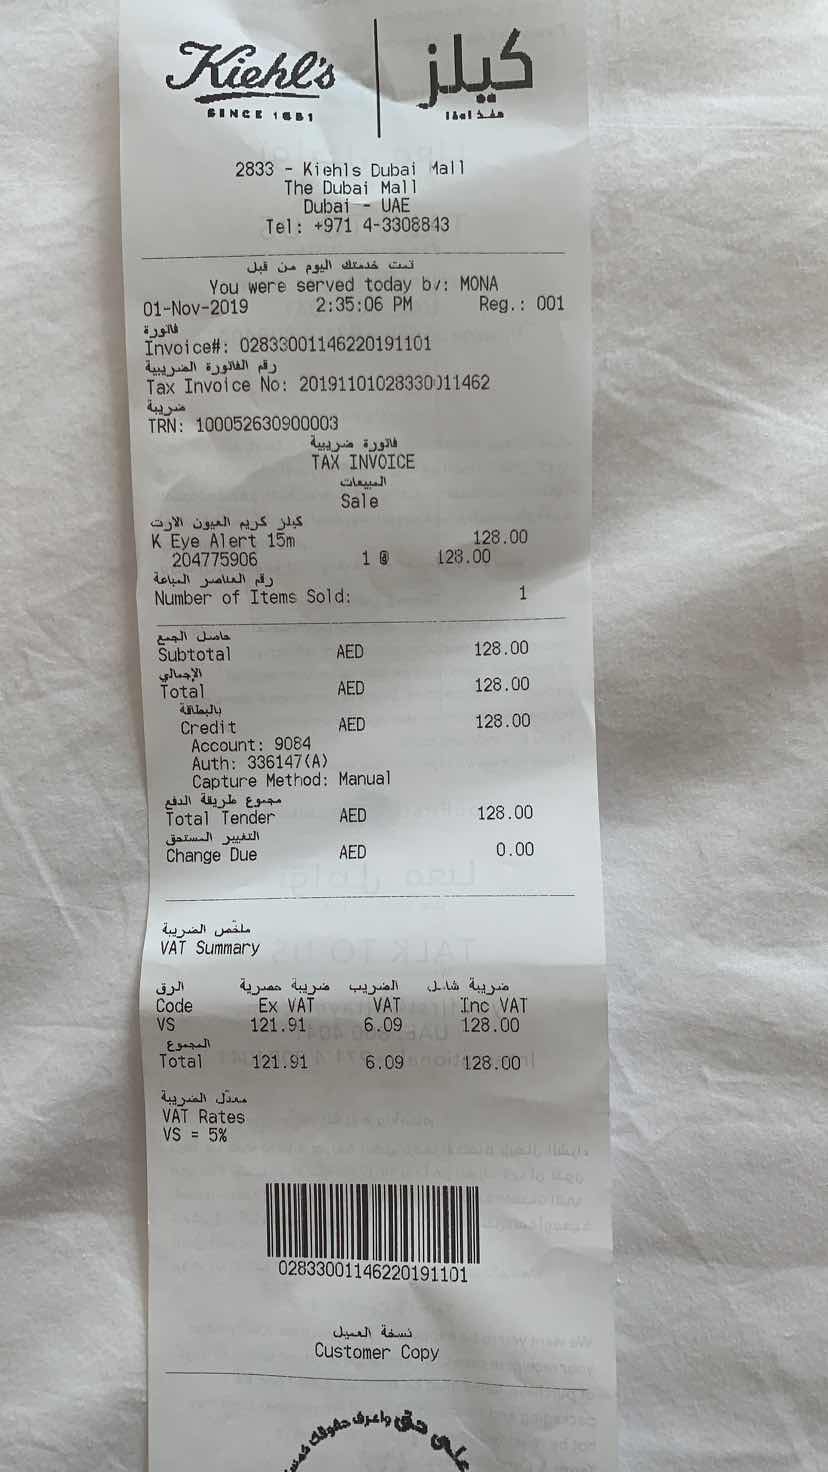 Kiehl's | كيلز
SINCE 1851 منذ ١٨٥١
2833 - Kiehls Dubai Mall
The Dubai Mall
Dubai - UAE
Tel: +971 4-3308843
تمت خدمتك اليوم من قبل
You were served today by: MONA
01-Nov-2019 2:35:06 PM Reg.: 001
فاتورة
Invoice#: 02833001146220191101
رقم الفاتورة الضريبية
Tax Invoice No: 20191101028330011462
ضريبة
TRN: 100052630900003
فاتورة ضريبية
TAX INVOICE
المبيعات
Sale
كيلز كريم العيون الارت
K Eye Alert 15m 128.00
204775906 1 @ 128.00
رقم العناصر المباعة
Number of Items Sold: 1
حاصل الجمع
Subtotal AED 128.00
الإجمالي
Total AED 128.00
بالبطاقة
Credit AED 128.00
Account: 9084
Auth: 336147(A)
Capture Method: Manual
مجموع طريقة الدفع
Total Tender AED 128.00
التغيير المستحق
Change Due AED 0.00
ملخص الضريبة
VAT Summary
الرق ضريبة حصرية الضريب ضريبة شامل
Code Ex VAT VAT Inc VAT
VS 121.91 6.09 128.00
المجموع
Total 121.91 6.09 128.00
معدّل الضريبة
VAT Rates
VS = 5%
02833001146220191101
نسخة العميل
Customer Copy
على حق واعرف حقوقك